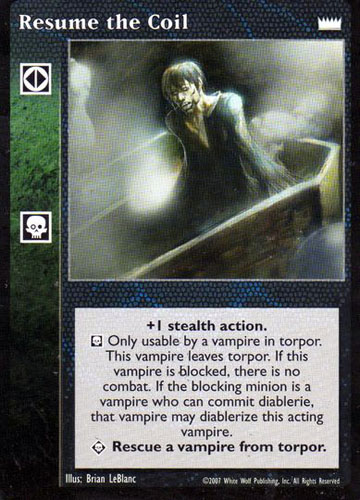 Resume the Coil
+1 stealth action.
Only usable by a vampire in torpor.
This vampire leaves torpor. If this
vampire is blocked, there is no
combat. If the blocking minion is a
vampire who can commit diablerie,
that vampire may diablerize this acting
vampire.
Rescue a vampire from torpor.
Illus: Brian LeBlanc
©2007 White Wolf Publishing, Inc. All Rights Reserved